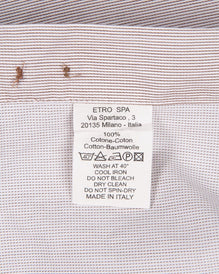 ETRO SPA
Via Spartaco , 3
20135 Milano - Italia
100%
Cotone-Coton
Cotton-Baumwolle
WASH AT 40°
COOL IRON
DO NOT BLEACH
DRY CLEAN
DO NOT SPIN-DRY
MADE IN ITALY